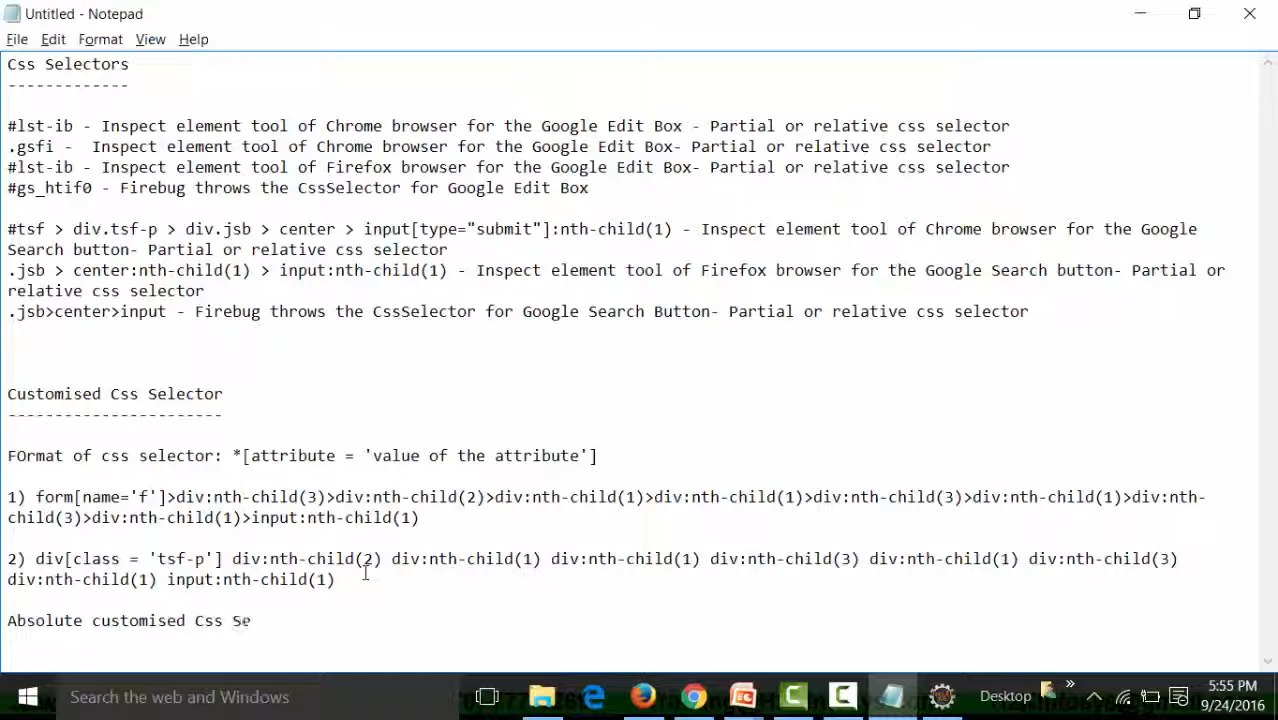 Untitled - Notepad
File Edit Format View Help
Css Selectors
-------------
#lst-ib - Inspect element tool of Chrome browser for the Google Edit Box - Partial or relative css selector
.gsfi -  Inspect element tool of Chrome browser for the Google Edit Box- Partial or relative css selector
#lst-ib - Inspect element tool of Firefox browser for the Google Edit Box- Partial or relative css selector
#gs_htif0 - Firebug throws the CssSelector for Google Edit Box
#tsf > div.tsf-p > div.jsb > center > input[type="submit"]:nth-child(1) - Inspect element tool of Chrome browser for the Google
Search button- Partial or relative css selector
.jsb > center:nth-child(1) > input:nth-child(1) - Inspect element tool of Firefox browser for the Google Search button- Partial or
relative css selector
.jsb>center>input - Firebug throws the CssSelector for Google Search Button- Partial or relative css selector
Customised Css Selector
-----------------------
FOrmat of css selector: *[attribute = 'value of the attribute']
1) form[name='f']>div:nth-child(3)>div:nth-child(2)>div:nth-child(1)>div:nth-child(1)>div:nth-child(3)>div:nth-child(1)>div:nth-
child(3)>div:nth-child(1)>input:nth-child(1)
2) div[class = 'tsf-p'] div:nth-child(2) div:nth-child(1) div:nth-child(1) div:nth-child(3) div:nth-child(1) div:nth-child(3)
div:nth-child(1) input:nth-child(1)
Absolute customised Css Se
Search the web and Windows
Desktop
5:55 PM
9/24/2016